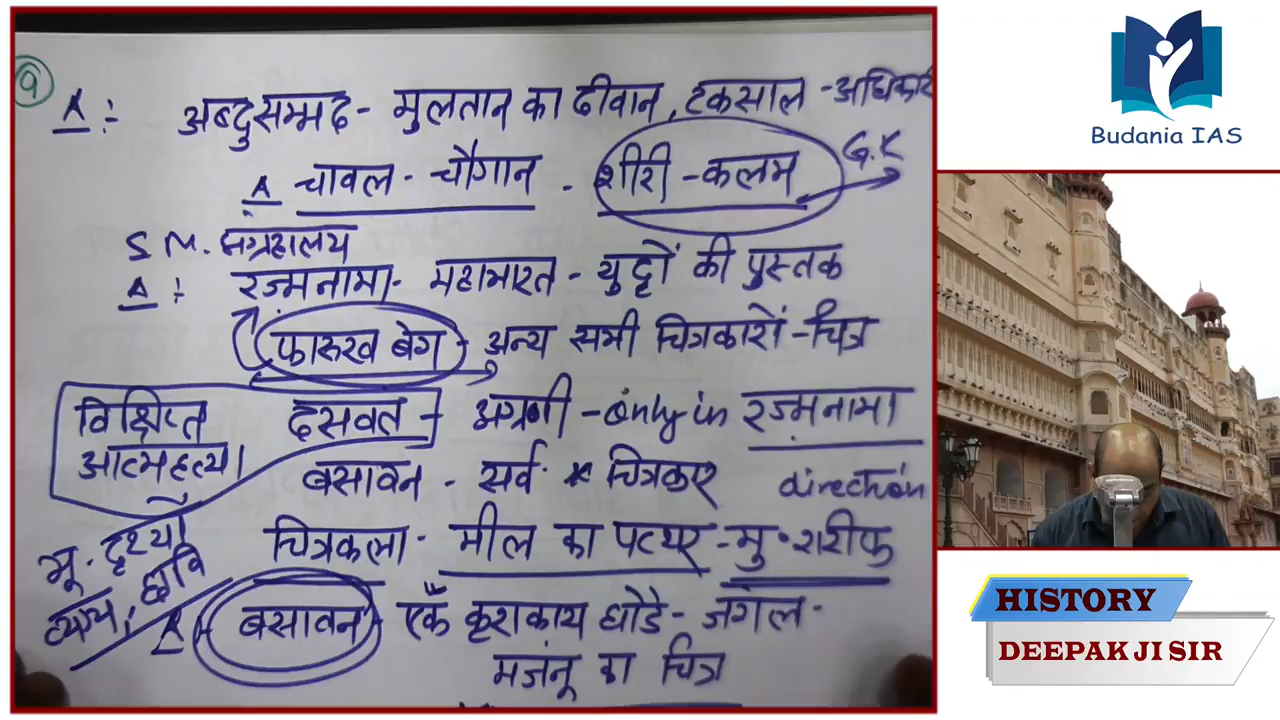 9
A:- अब्दुसम्मद - मुलतान का दीवान, टकसाल - अधिकारी
A चावल - चौगान - शीरी - कलम G.K
S. M. संग्रहालय
A:- रज़्मनामा - महाभारत - युद्दों की पुस्तक
फारुख बेग - अन्य सभी चित्रकारों - चित्र
दसवंत - अग्रणी - only in रज़्मनामा
विक्षिप्त
आत्महत्या
बसावन - सर्व. चित्रकार direction
चित्रकला - मील का पत्थर - मु. शरीफ
भू. दृश्यों
व्यंग्य, छवि
A:- बसावन - एक कृशकाय घोडे - जंगल -
मजनू का चित्र
Budania IAS
HISTORY
DEEPAK JI SIR